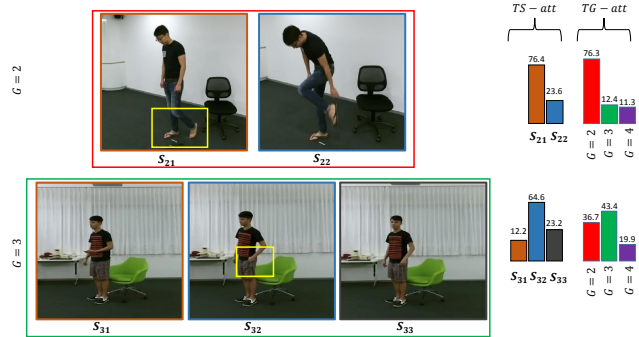 TS − att
TG − att
G = 2
S21
S22
76.4
23.6
S21 S22
76.3
12.4
11.3
G = 2
G = 3
G = 4
G = 3
S31
S32
S33
12.2
64.6
23.2
S31 S32 S33
36.7
43.4
19.9
G = 2
G = 3
G = 4